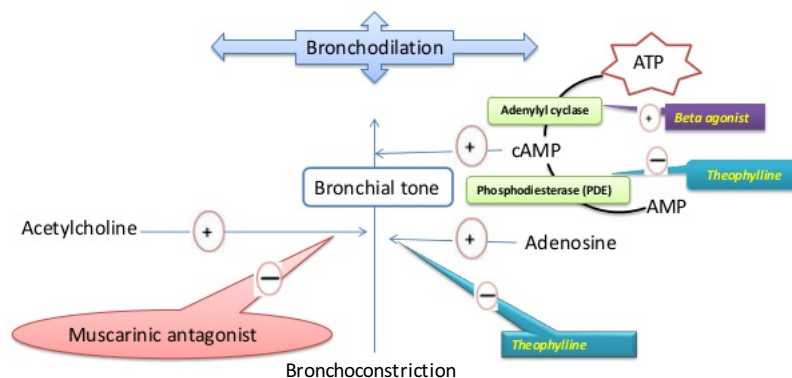 Bronchodilation
ATP
Adenylyl cyclase
+
Beta agonist
+
cAMP
−
Theophylline
Bronchial tone
Phosphodiesterase (PDE)
AMP
Acetylcholine
+
+
Adenosine
−
−
Muscarinic antagonist
Theophylline
Bronchoconstriction